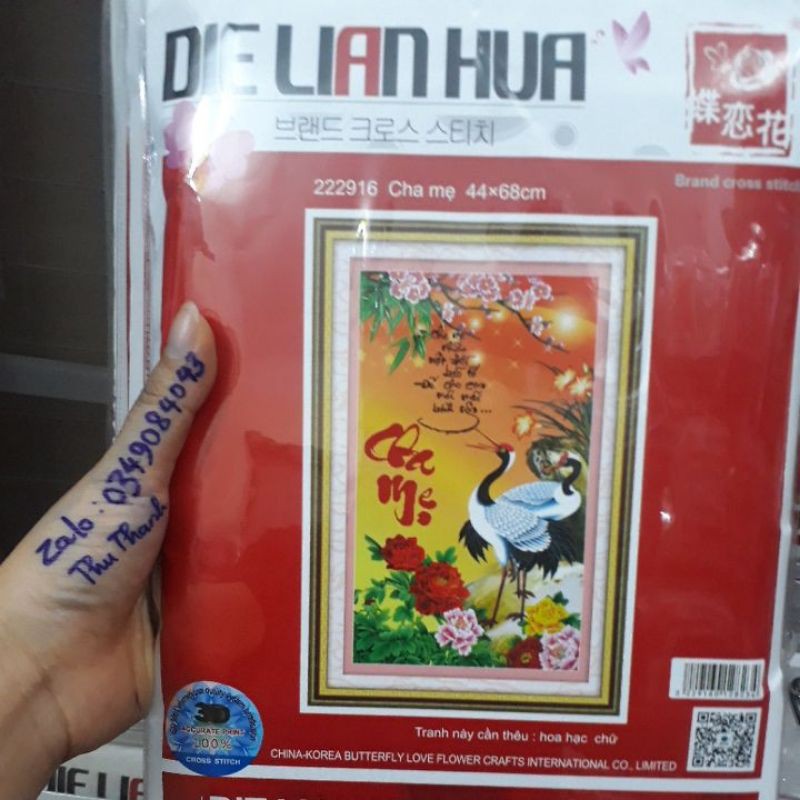 DIE LIAN HUA
브랜드 크로스 스티치
蝶恋花
222916 Cha mẹ 44×68cm
Brand cross stitch
Cha
mẹ
Zalo: 0349084093
Thu Thanh
3D
ACCURATE PRINT
100%
CROSS STITCH
Tranh này cần thêu : hoa hạc chữ
CHINA-KOREA BUTTERFLY LOVE FLOWER CRAFTS INTERNATIONAL CO., LIMITED